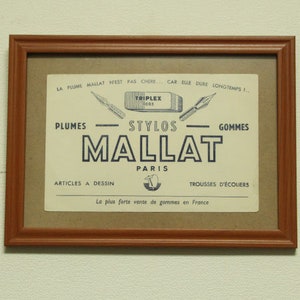 LA PLUME MALLAT N'EST PAS CHÈRE... CAR ELLE DURE LONGTEMPS !..
TRIPLEX
GOMME
PLUMES STYLOS GOMMES
MALLAT
PARIS
ARTICLES A DESSIN TROUSSES D'ÉCOLIERS
La plus forte vente de gommes en France